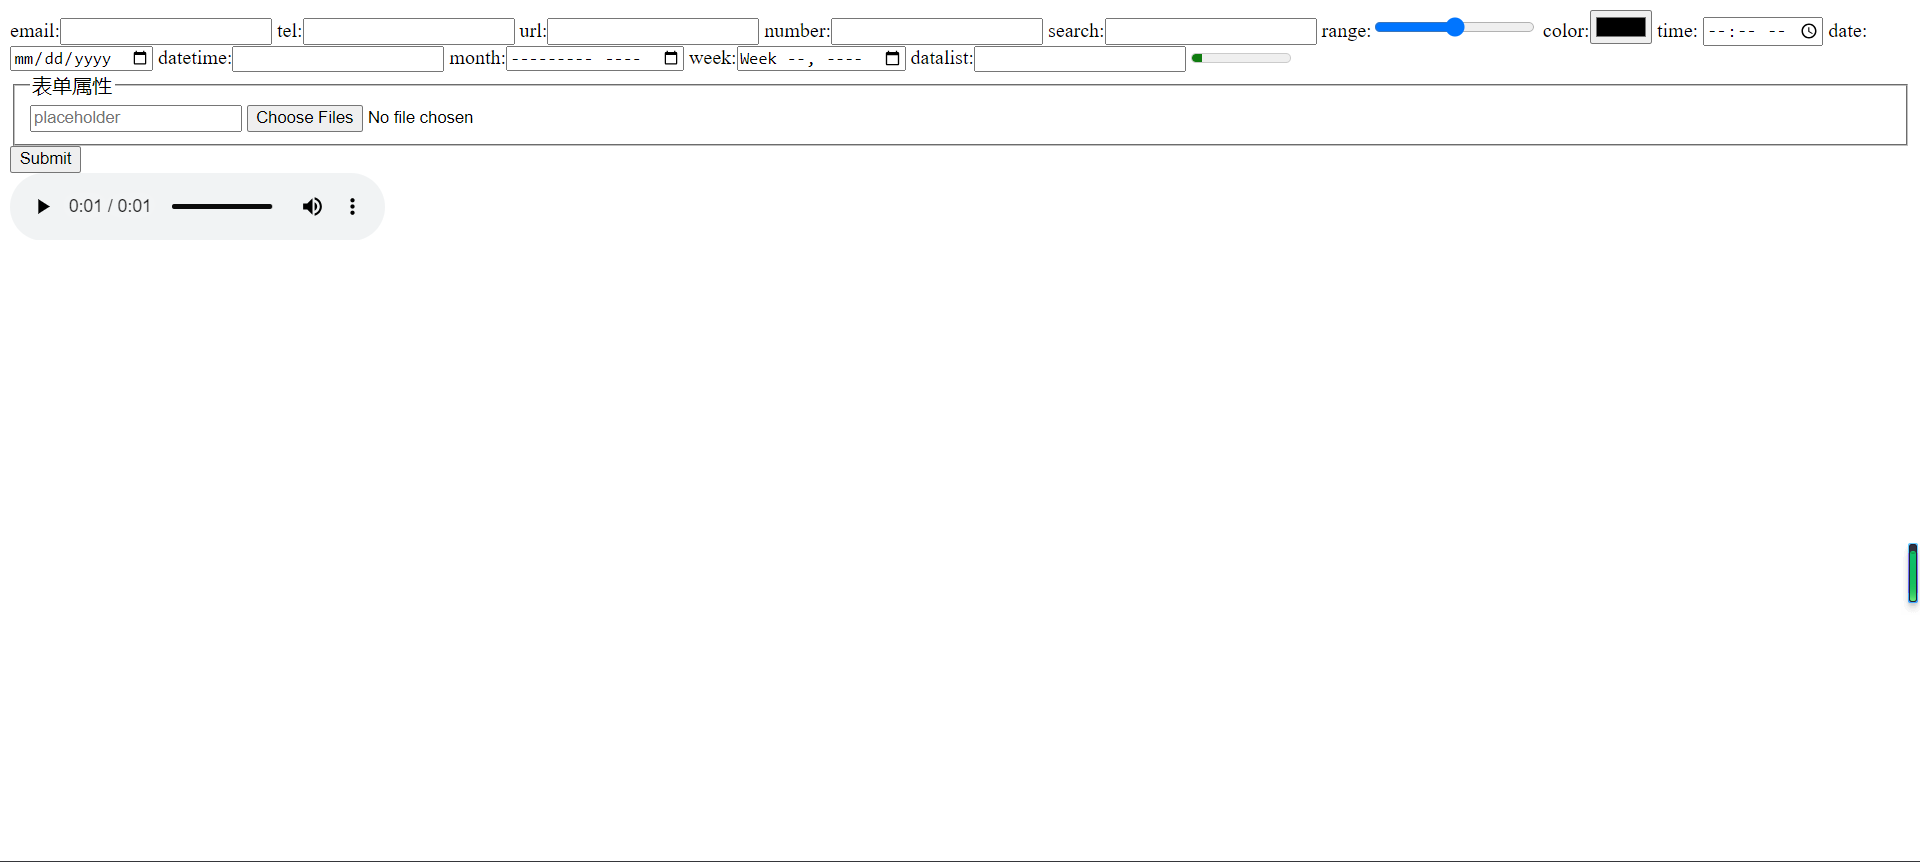 email: tel: url: number: search: range: color: time: --:-- -- date:
mm/dd/yyyy datetime: month: --------- ---- week: Week --, ---- datalist:
表单属性
placeholder Choose Files No file chosen
Submit
0:01 / 0:01